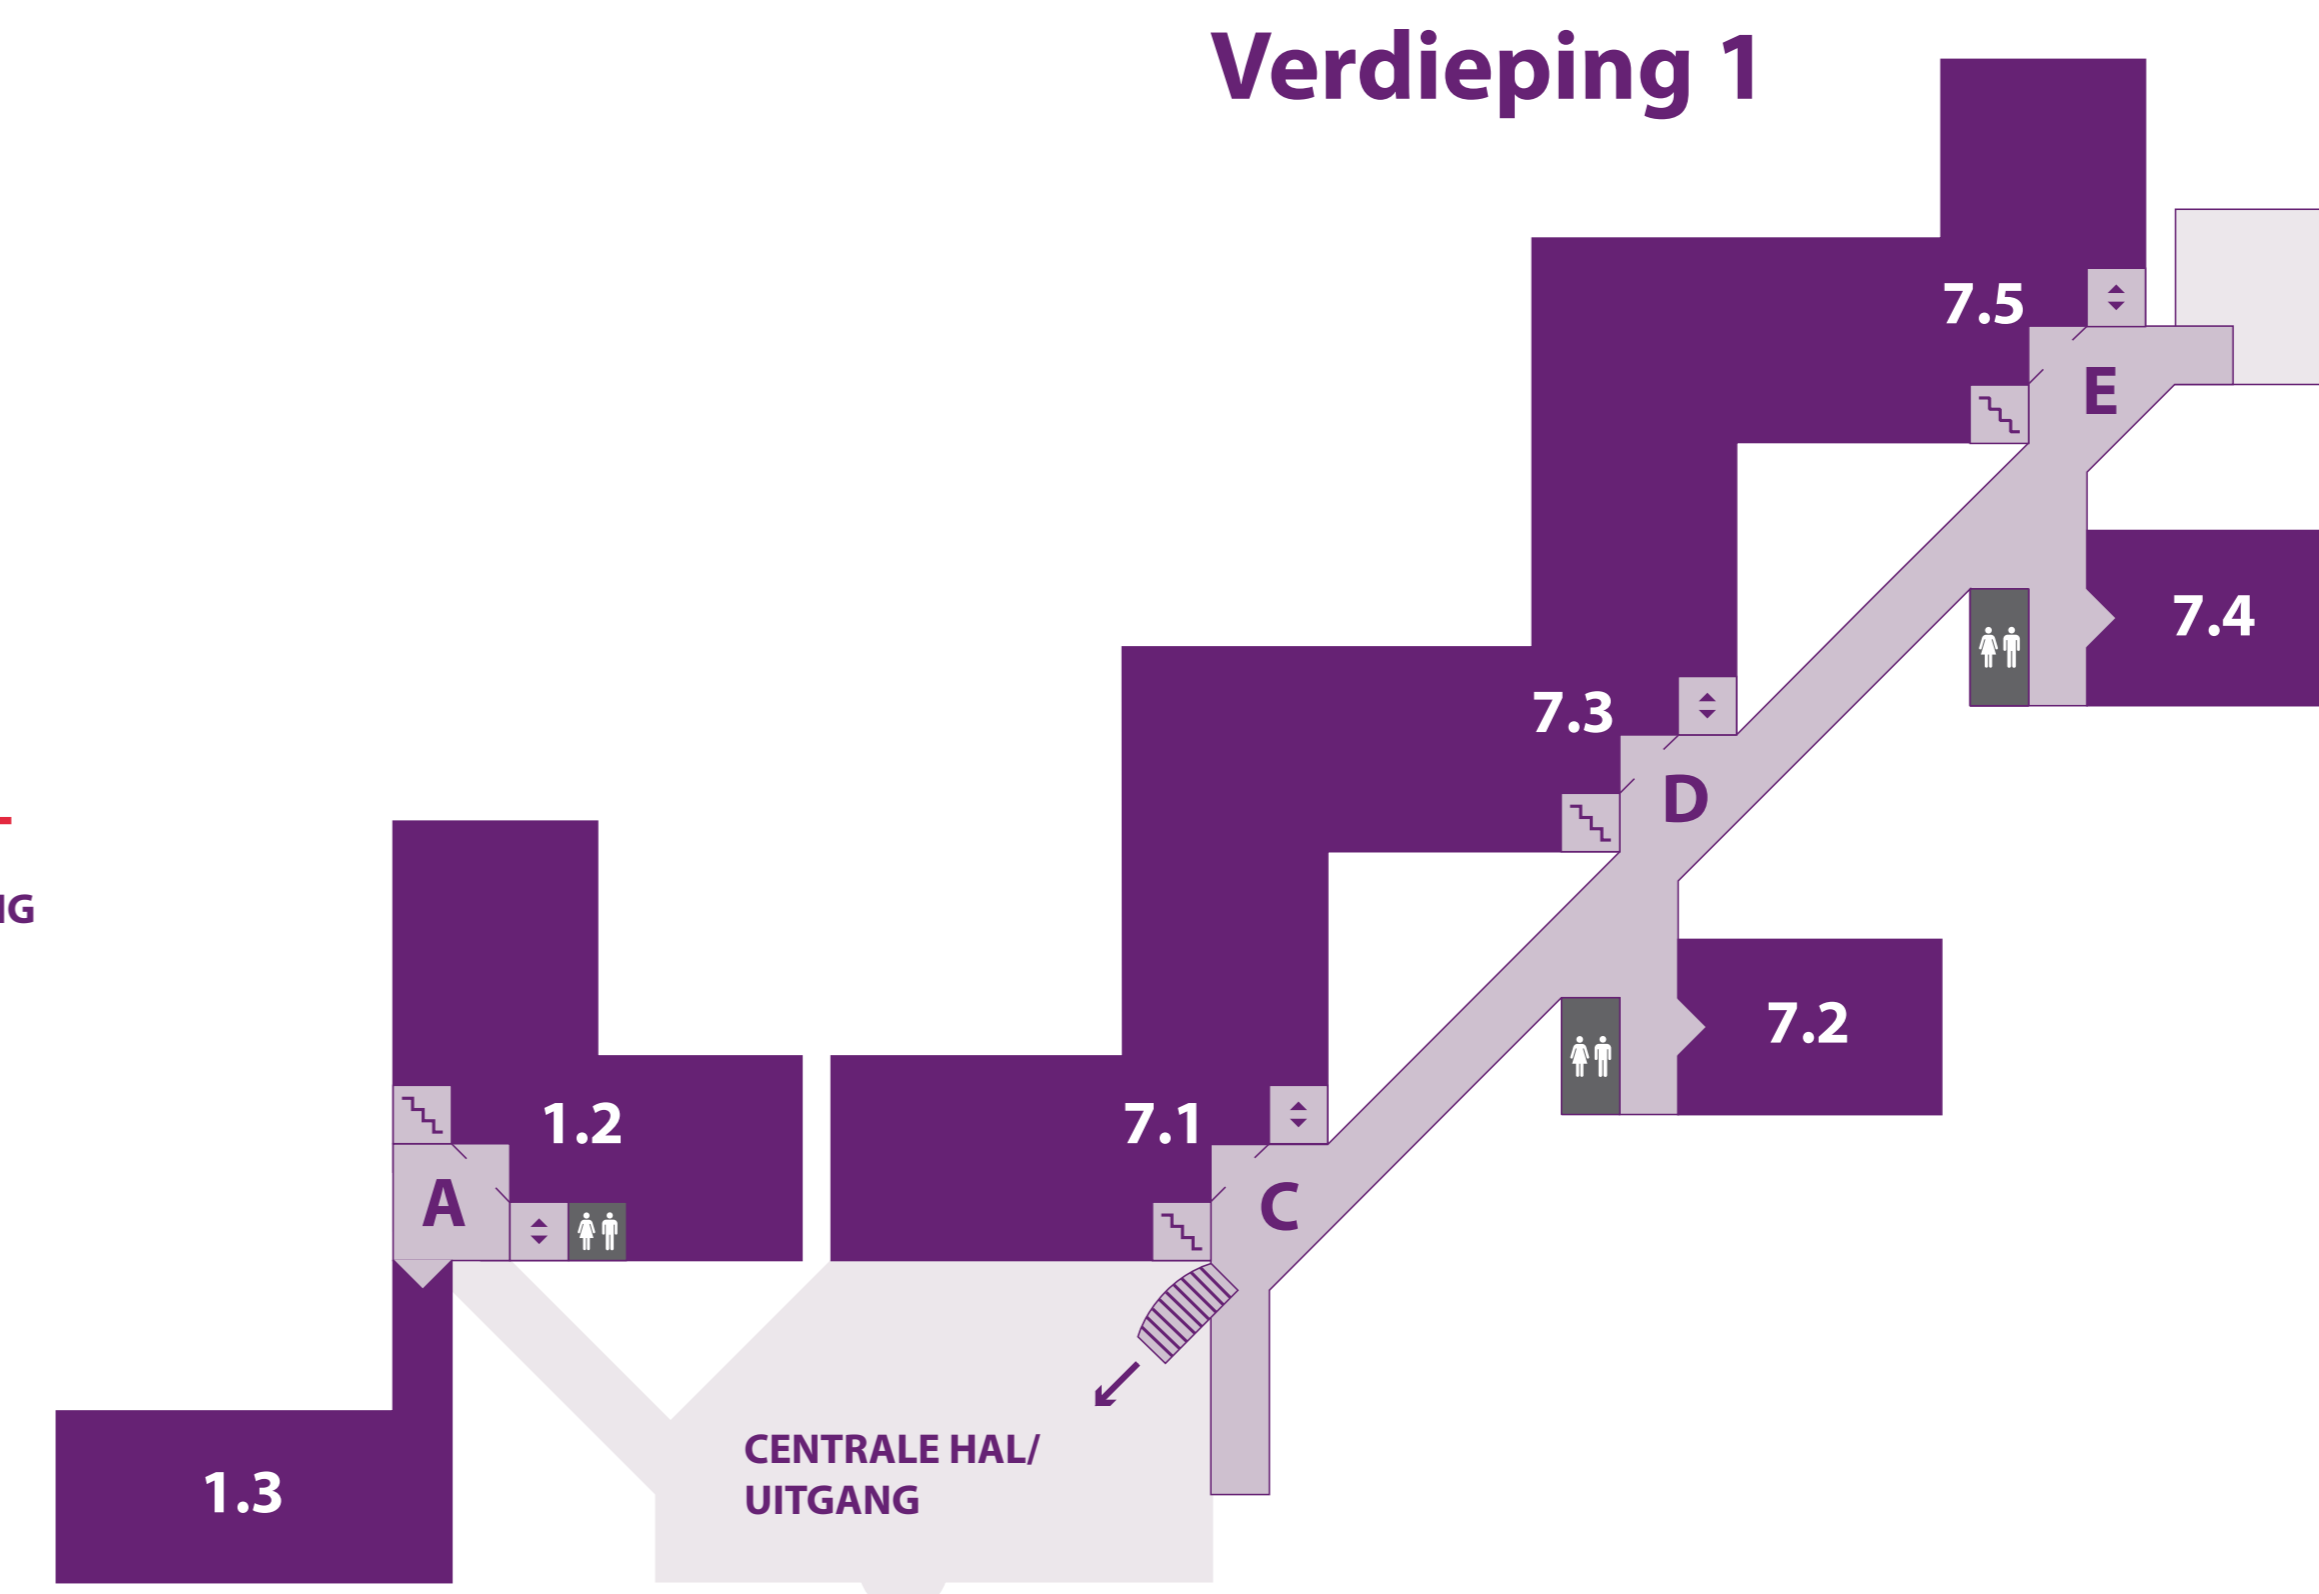 Verdieping 1
7.5
E
7.4
7.3
D
7.2
1.2
7.1
A
C
CENTRALE HAL/
UITGANG
1.3